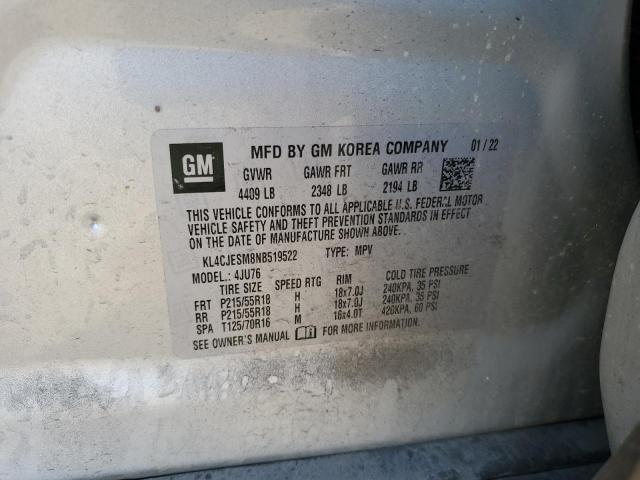 GM
MFD BY GM KOREA COMPANY 01/22
GVWR GAWR FRT GAWR RR
4409 LB 2348 LB 2194 LB
THIS VEHICLE CONFORMS TO ALL APPLICABLE U.S. FEDERAL MOTOR
VEHICLE SAFETY AND THEFT PREVENTION STANDARDS IN EFFECT
ON THE DATE OF MANUFACTURE SHOWN ABOVE.
KL4CJESM8NB519522 TYPE: MPV
MODEL: 4JU76
TIRE SIZE SPEED RTG RIM COLD TIRE PRESSURE
FRT P215/55R18 H 18x7.0J 240KPA, 35 PSI
RR P215/55R18 H 18x7.0J 240KPA, 35 PSI
SPA T125/70R16 M 16x4.0T 420KPA, 60 PSI
SEE OWNER'S MANUAL FOR MORE INFORMATION.